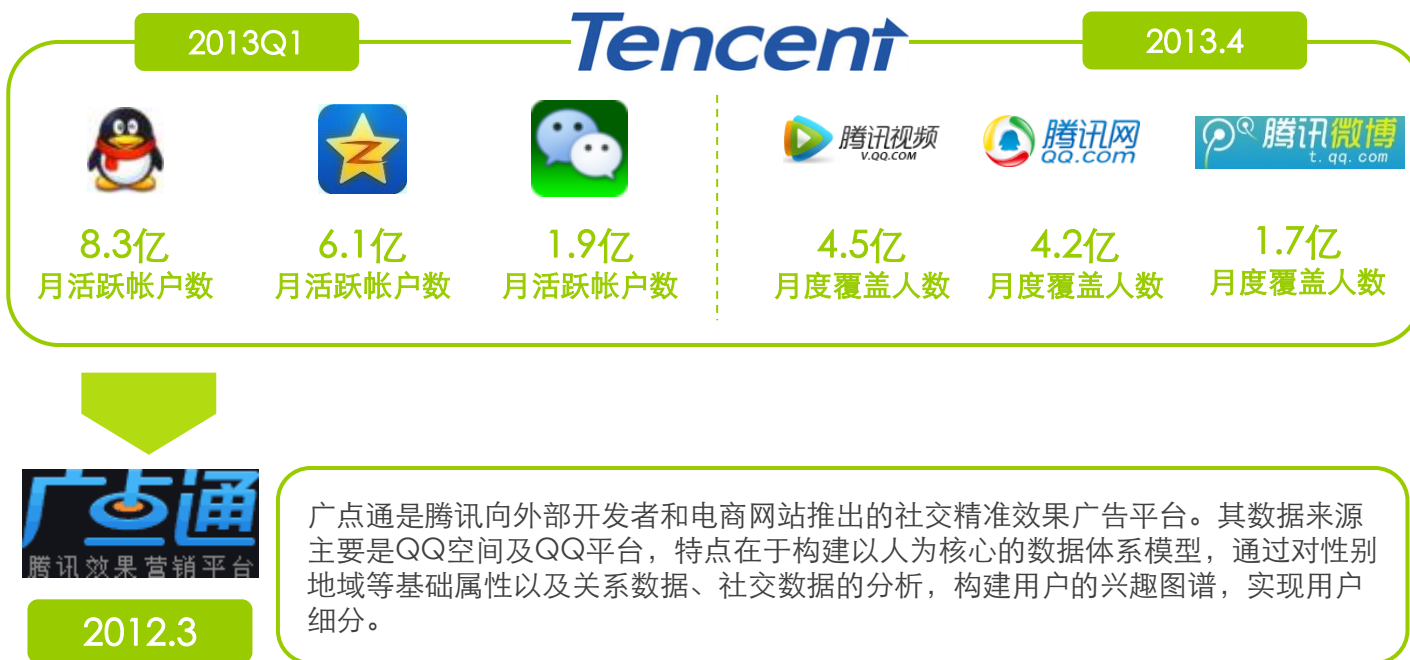 2013Q1
Tencent
2013.4
腾讯视频
V.QQ.COM
腾讯网
QQ.com
腾讯微博
t.qq.com
8.3亿
月活跃帐户数
6.1亿
月活跃帐户数
1.9亿
月活跃帐户数
4.5亿
月度覆盖人数
4.2亿
月度覆盖人数
1.7亿
月度覆盖人数
广点通
腾讯效果营销平台
2012.3
广点通是腾讯向外部开发者和电商网站推出的社交精准效果广告平台。其数据来源
主要是QQ空间及QQ平台，特点在于构建以人为核心的数据体系模型，通过对性别
地域等基础属性以及关系数据、社交数据的分析，构建用户的兴趣图谱，实现用户
细分。